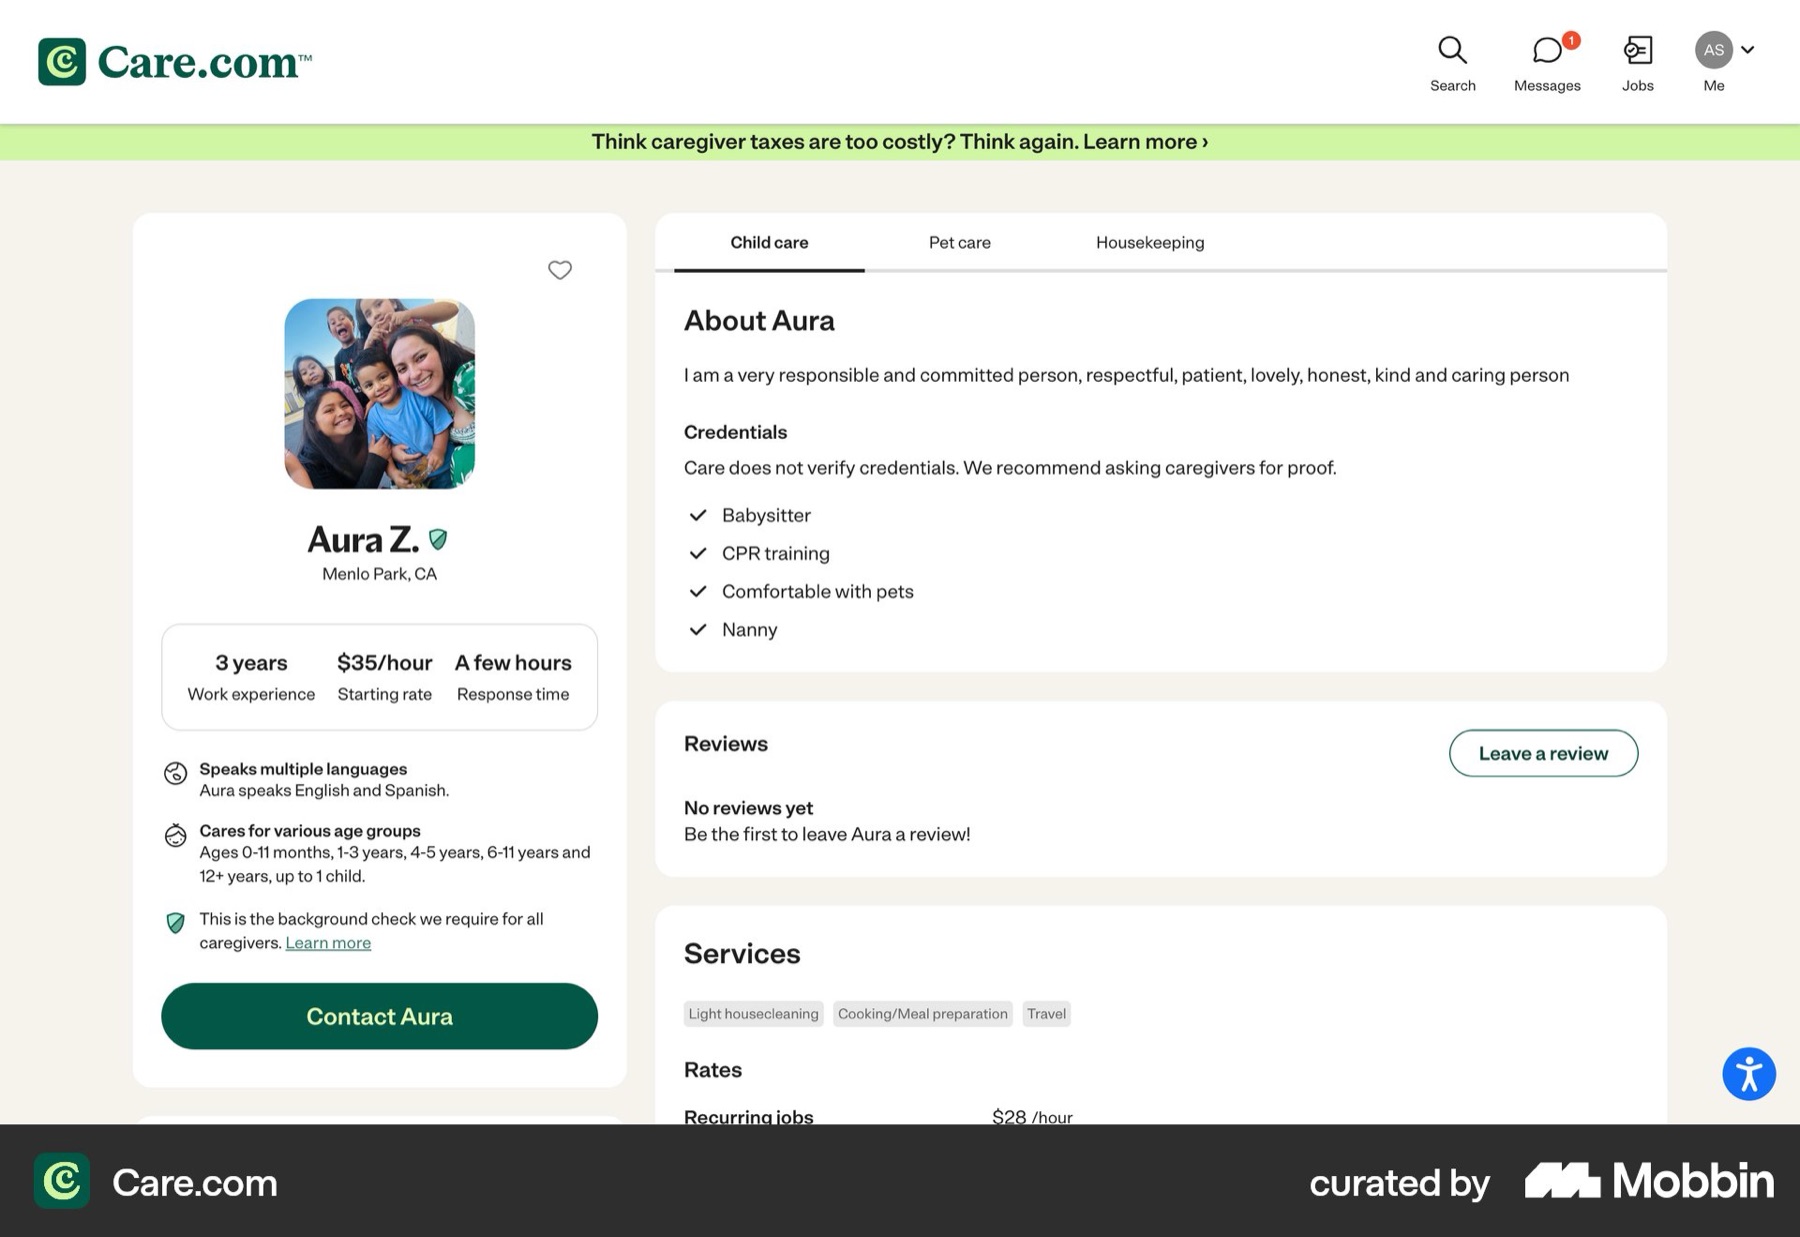 Care.com™
Search
Messages
1
Jobs
AS
Me
Think caregiver taxes are too costly? Think again. Learn more ›
Aura Z.
Menlo Park, CA
3 years
Work experience
$35/hour
Starting rate
A few hours
Response time
Speaks multiple languages
Aura speaks English and Spanish.
Cares for various age groups
Ages 0-11 months, 1-3 years, 4-5 years, 6-11 years and
12+ years, up to 1 child.
This is the background check we require for all
caregivers. Learn more
Contact Aura
Child care
Pet care
Housekeeping
About Aura
I am a very responsible and committed person, respectful, patient, lovely, honest, kind and caring person
Credentials
Care does not verify credentials. We recommend asking caregivers for proof.
Babysitter
CPR training
Comfortable with pets
Nanny
Reviews
Leave a review
No reviews yet
Be the first to leave Aura a review!
Services
Light housecleaning
Cooking/Meal preparation
Travel
Rates
Recurring jobs
$28 /hour
Care.com
curated by
Mobbin